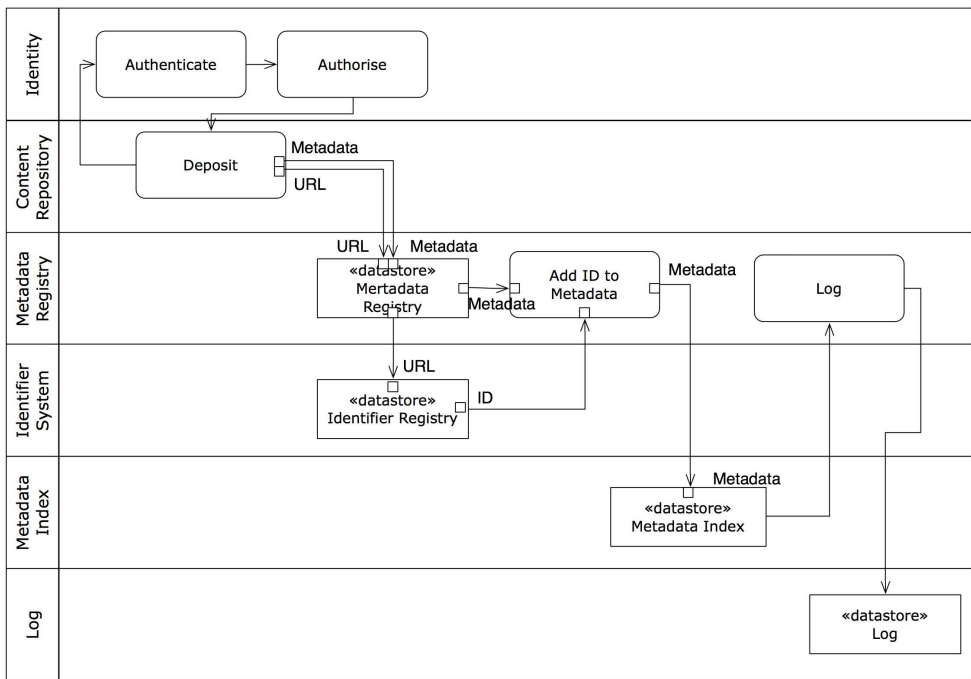 Identity
Authenticate
Authorise
Content
Repository
Deposit
Metadata
URL
Metadata
Registry
URL
Metadata
«datastore»
Mertadata
Registry
Metadata
Add ID to
Metadata
Metadata
Log
Identifier
System
URL
«datastore»
Identifier Registry
ID
Metadata
Index
Metadata
«datastore»
Metadata Index
Log
«datastore»
Log